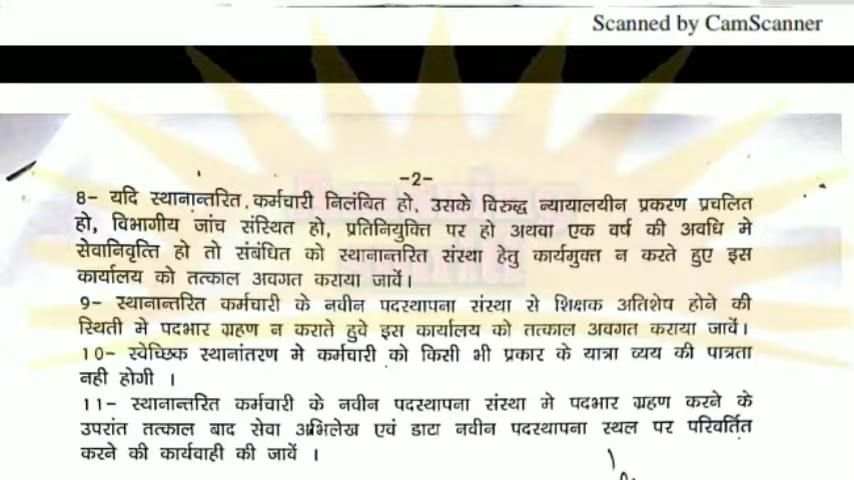 Scanned by CamScanner
-2-
8- यदि स्थानान्तरित कर्मचारी निलंबित हो, उसके विरुद्ध न्यायालयीन प्रकरण प्रचलित
हो, विभागीय जांच संस्थित हो, प्रतिनियुक्ति पर हो अथवा एक वर्ष की अवधि मे
सेवानिवृत्ति हो तो संबंधित को स्थानान्तरित संस्था हेतु कार्यमुक्त न करते हुए इस
कार्यालय को तत्काल अवगत कराया जावें।
9- स्थानान्तरित कर्मचारी के नवीन पदस्थापना संस्था से शिक्षक अतिशेष होने की
स्थिती मे पदभार ग्रहण न कराते हुवे इस कार्यालय को तत्काल अवगत कराया जावें।
10- स्वेच्छिक स्थानांतरण मे कर्मचारी को किसी भी प्रकार के यात्रा व्यय की पात्रता
नही होगी ।
11- स्थानान्तरित कर्मचारी के नवीन पदस्थापना संस्था मे पदभार ग्रहण करने के
उपरांत तत्काल बाद सेवा अभिलेख एवं डाटा नवीन पदस्थापना स्थल पर परिवर्तित
करने की कार्यवाही की जावें ।